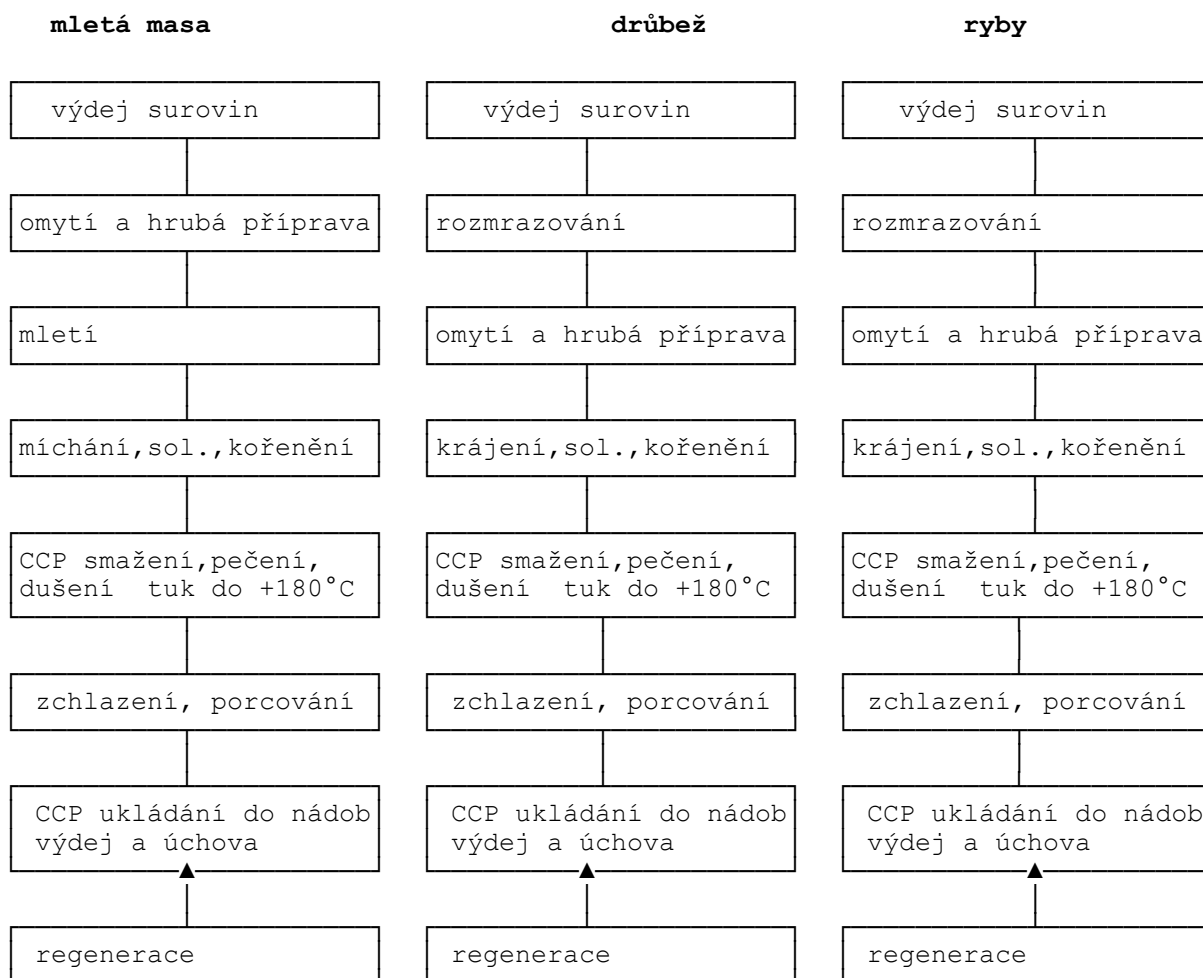 mletá masa drůbež ryby
výdej surovin výdej surovin výdej surovin
omytí a hrubá příprava rozmrazování rozmrazování
mletí omytí a hrubá příprava omytí a hrubá příprava
míchání,sol.,kořenění krájení,sol.,kořenění krájení,sol.,kořenění
CCP smažení,pečení, CCP smažení,pečení, CCP smažení,pečení,
dušení tuk do +180°C dušení tuk do +180°C dušení tuk do +180°C
zchlazení, porcování zchlazení, porcování zchlazení, porcování
CCP ukládání do nádob CCP ukládání do nádob CCP ukládání do nádob
výdej a úchova výdej a úchova výdej a úchova
regenerace regenerace regenerace